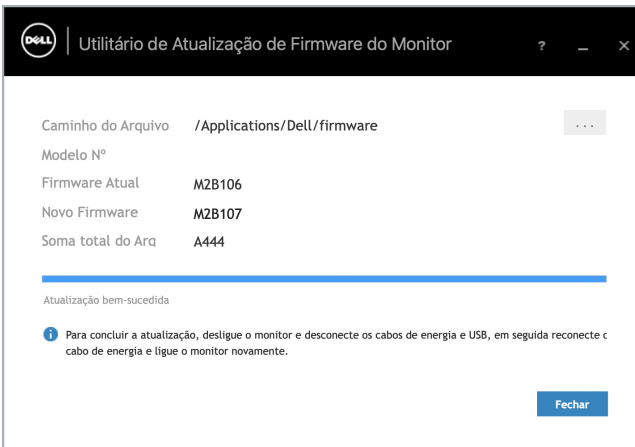 DELL Utilitário de Atualização de Firmware do Monitor ? _ ×
Caminho do Arquivo /Applications/Dell/firmware ...
Modelo Nº
Firmware Atual M2B106
Novo Firmware M2B107
Soma total do Arq A444
Atualização bem-sucedida
Para concluir a atualização, desligue o monitor e desconecte os cabos de energia e USB, em seguida reconecte
cabo de energia e ligue o monitor novamente.
Fechar